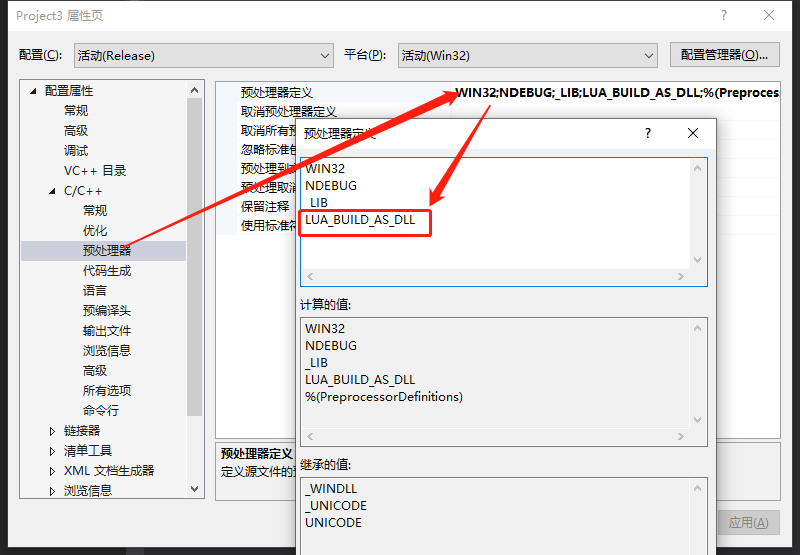 Project3 属性页
配置(C): 活动(Release) 平台(P): 活动(Win32) 配置管理器(O)...
配置属性
常规
高级
调试
VC++ 目录
C/C++
常规
优化
预处理器
代码生成
语言
预编译头
输出文件
浏览信息
高级
所有选项
命令行
链接器
清单工具
XML 文档生成器
浏览信息
预处理器定义 WIN32;NDEBUG;_LIB;LUA_BUILD_AS_DLL;%(Preprocess
取消预处理器定义
取消所有预
忽略标准
预处理到
预处理取消
保留注释
使用标准符
预处理器定义
定义源文件的预
预处理器定义
WIN32
NDEBUG
_LIB
LUA_BUILD_AS_DLL
计算的值:
WIN32
NDEBUG
_LIB
LUA_BUILD_AS_DLL
%(PreprocessorDefinitions)
继承的值:
_WINDLL
_UNICODE
UNICODE
应用(A)